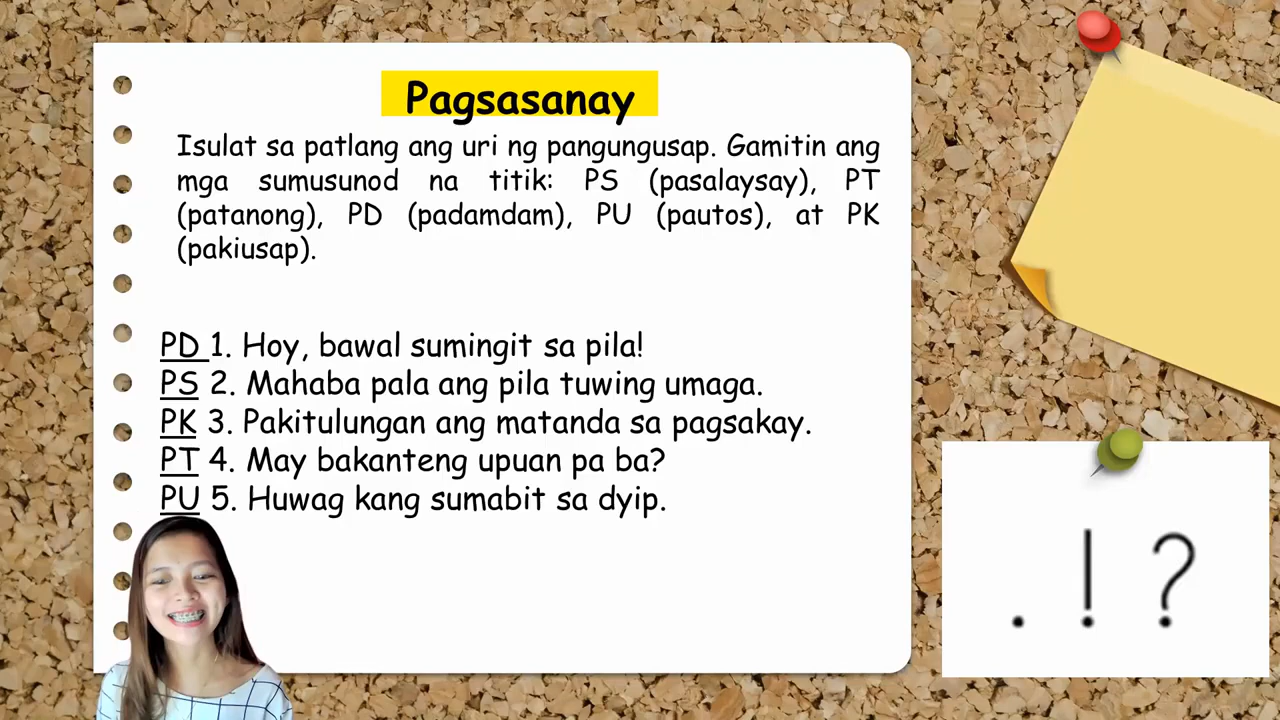 Pagsasanay
Isulat sa patlang ang uri ng pangungusap. Gamitin ang
mga sumusunod na titik: PS (pasalaysay), PT
(patanong), PD (padamdam), PU (pautos), at PK
(pakiusap).
PD 1. Hoy, bawal sumingit sa pila!
PS 2. Mahaba pala ang pila tuwing umaga.
PK 3. Pakitulungan ang matanda sa pagsakay.
PT 4. May bakanteng upuan pa ba?
PU 5. Huwag kang sumabit sa dyip.
. ! ?